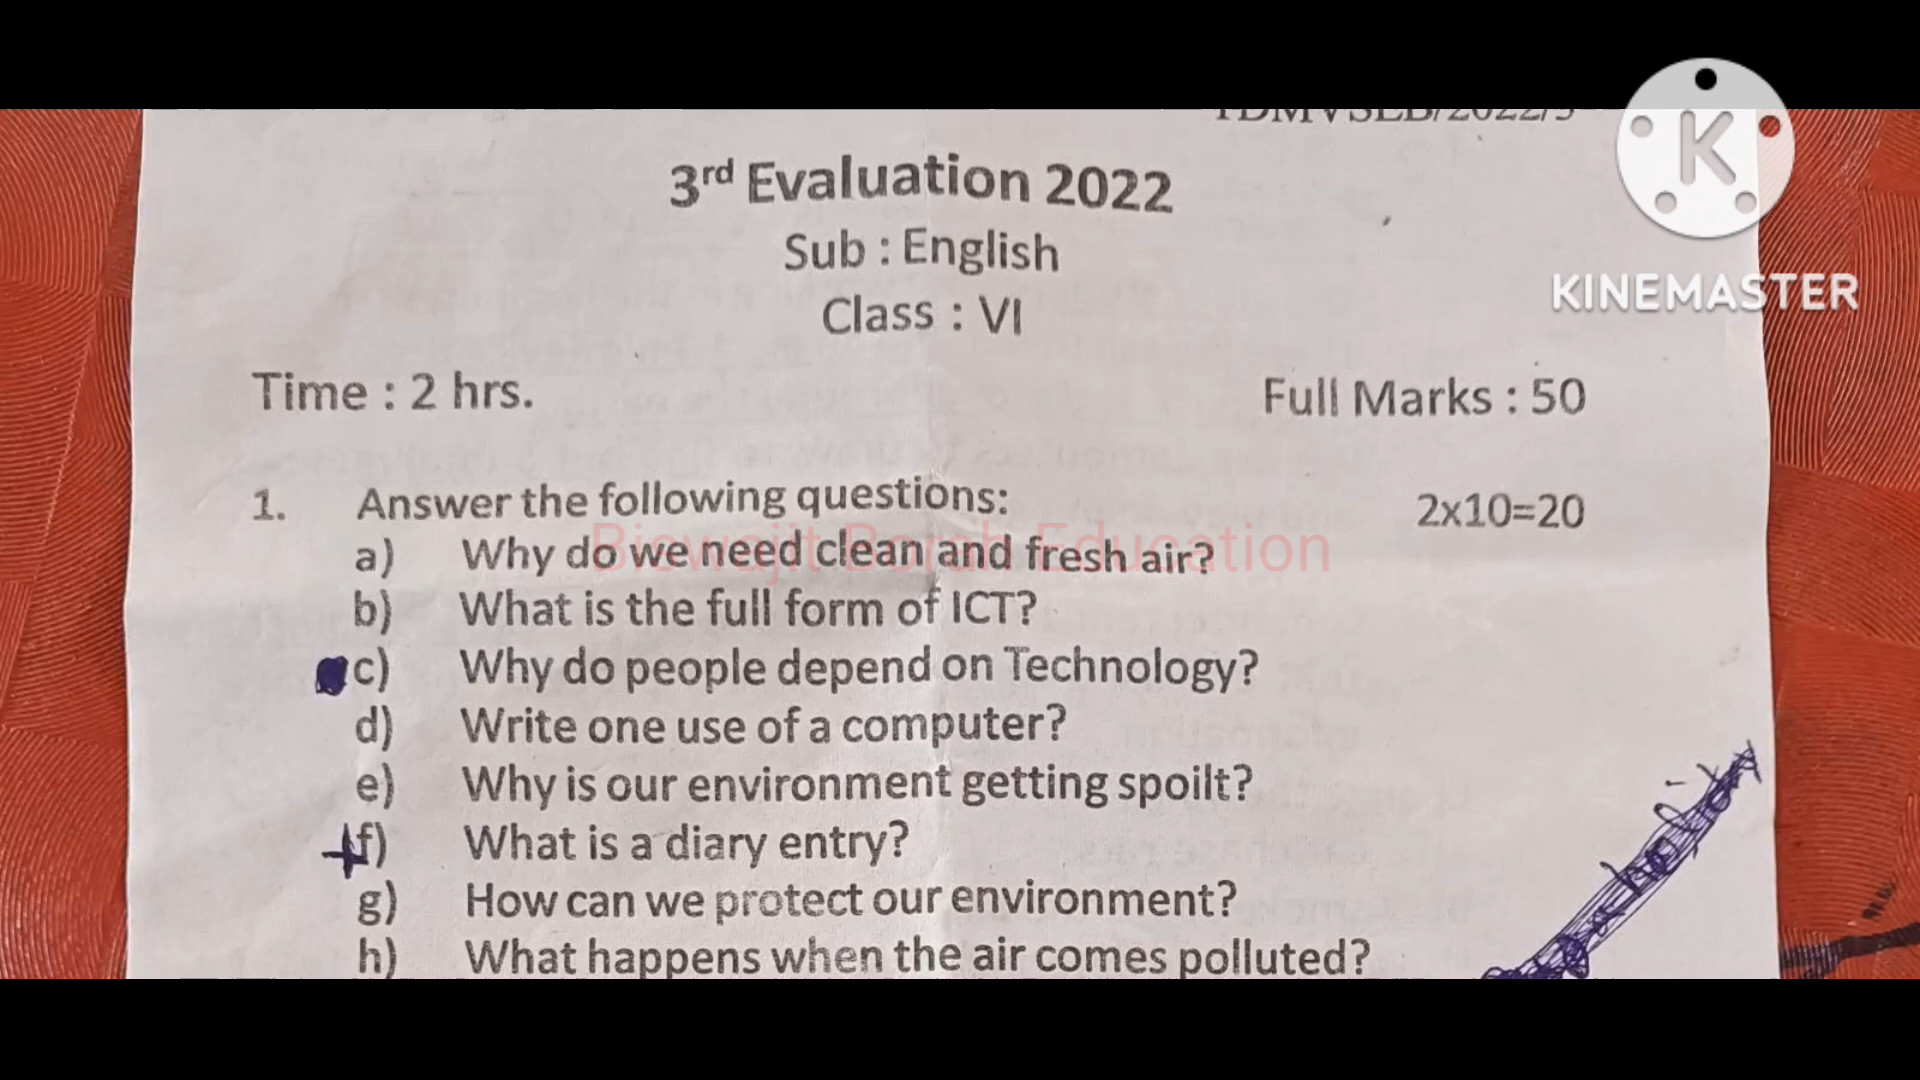 3rd Evaluation 2022
Sub : English
Class : VI
Time : 2 hrs.
Full Marks : 50
1. Answer the following questions: 2x10=20
a) Why do we need clean and fresh air?
b) What is the full form of ICT?
c) Why do people depend on Technology?
d) Write one use of a computer?
e) Why is our environment getting spoilt?
f) What is a diary entry?
g) How can we protect our environment?
h) What happens when the air comes polluted?
Biswajit Borah Education
K
KINEMASTER